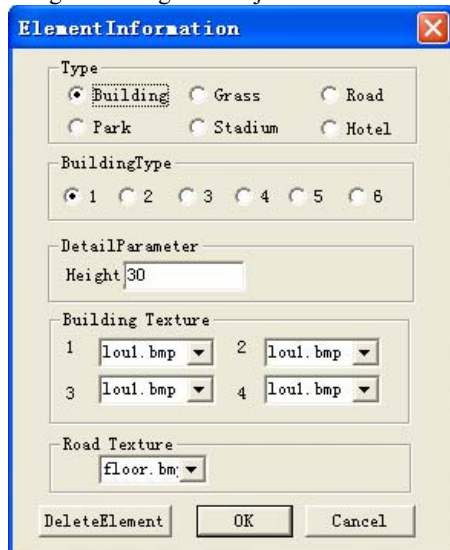 ElementInformation
Type
Building Grass Road
Park Stadium Hotel
BuildingType
1 2 3 4 5 6
DetailParameter
Height 30
Building Texture
1 lou1.bmp 2 lou1.bmp
3 lou1.bmp 4 lou1.bmp
Road Texture
floor.bm
DeleteElement OK Cancel